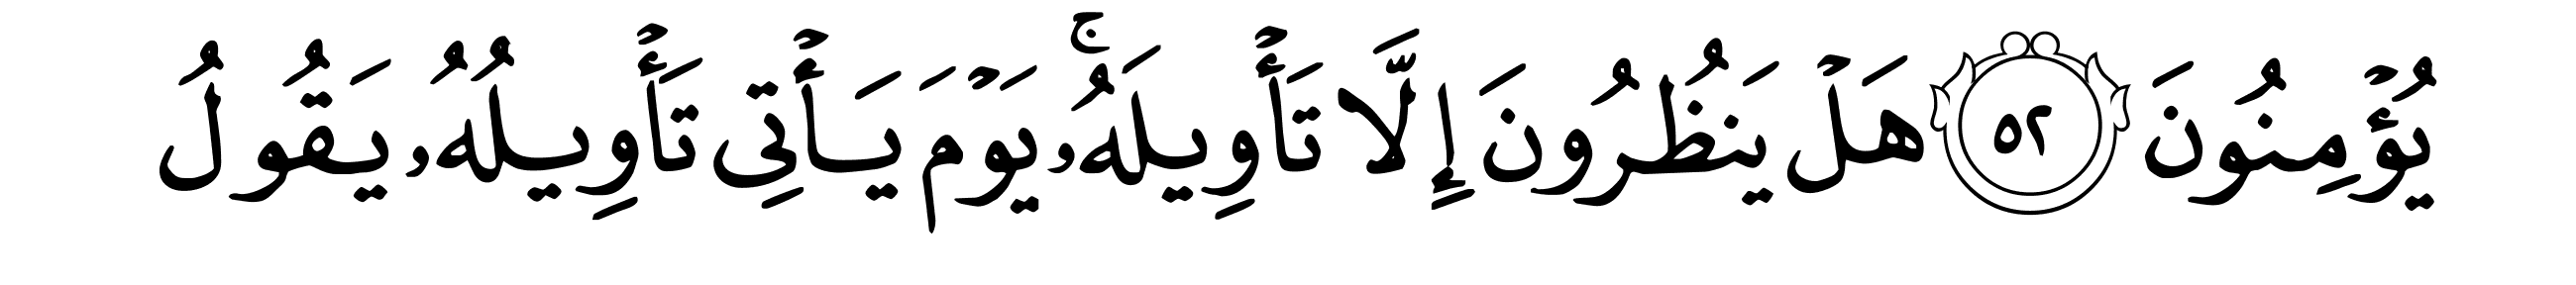 يُؤۡمِنُونَ ٥٢ هَلۡ يَنظُرُونَ إِلَّا تَأۡوِيلَهُۥۚ يَوۡمَ يَأۡتِي تَأۡوِيلُهُۥ يَقُولُ